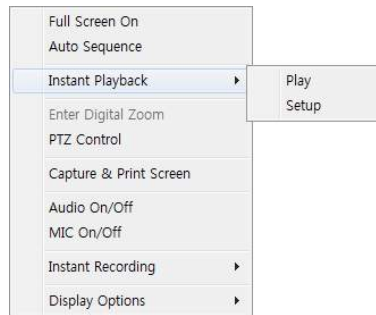 Full Screen On
Auto Sequence
Instant Playback
Play
Setup
Enter Digital Zoom
PTZ Control
Capture & Print Screen
Audio On/Off
MIC On/Off
Instant Recording
Display Options